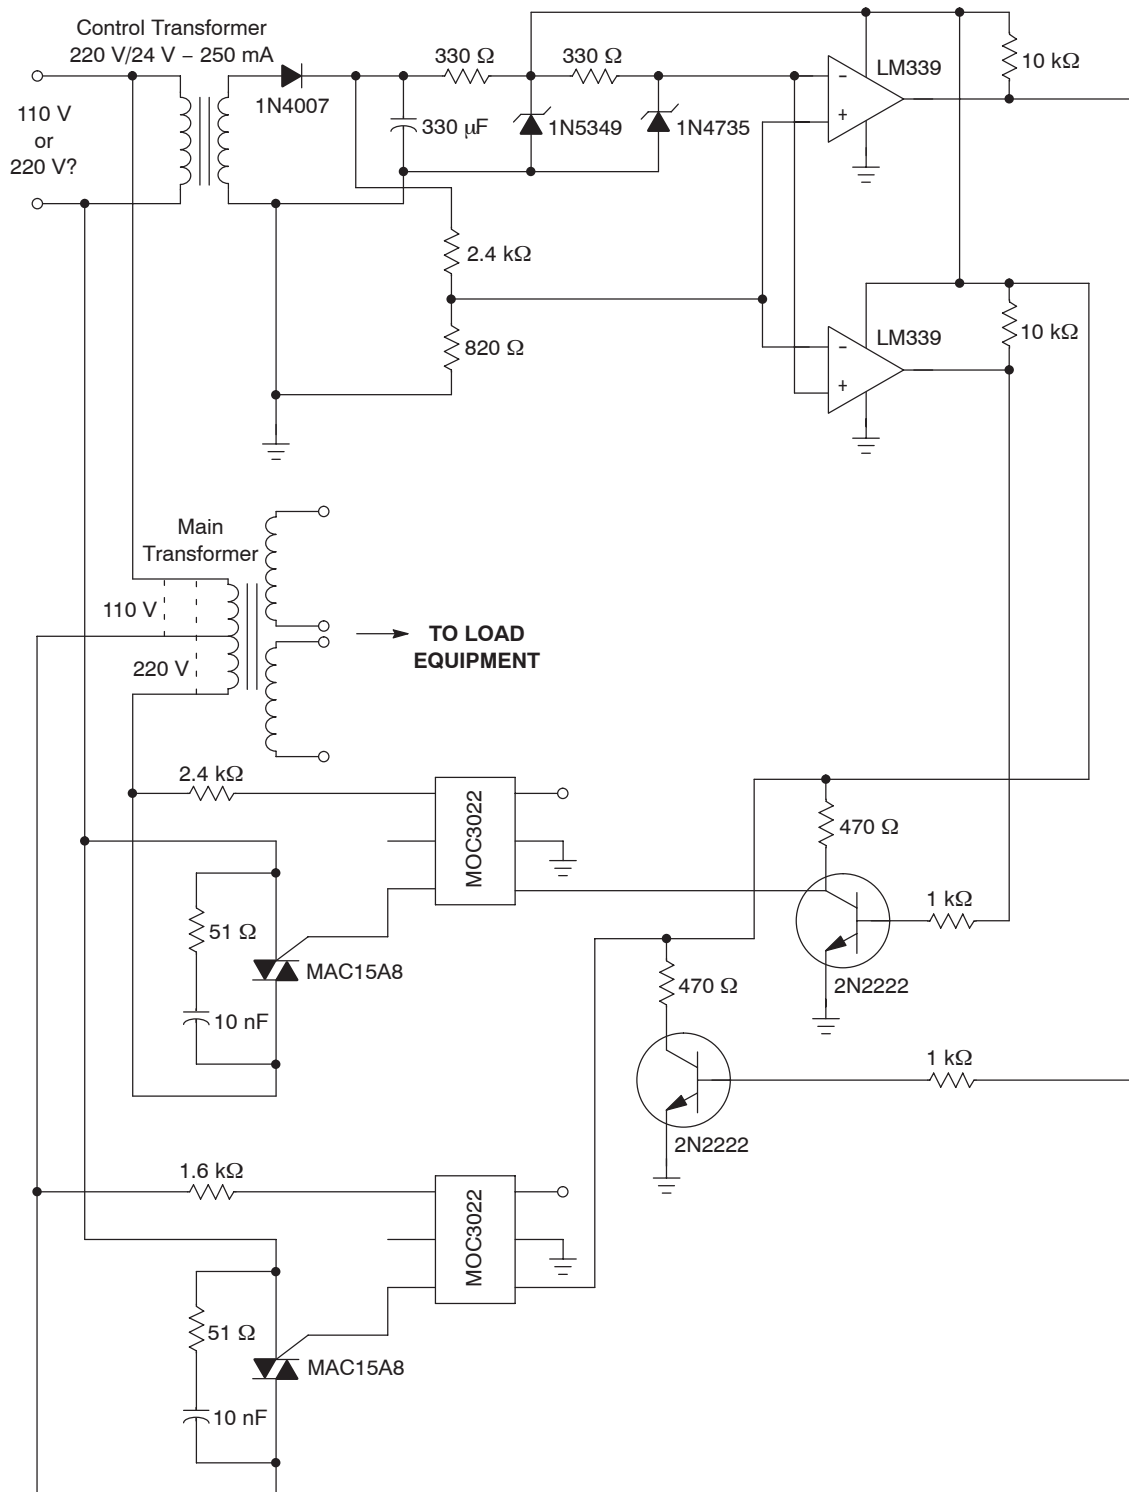 Control Transformer
220 V/24 V – 250 mA
110 V
or
220 V?
1N4007
330 Ω
330 Ω
330 μF
1N5349
1N4735
−
+
LM339
10 kΩ
2.4 kΩ
820 Ω
−
+
LM339
10 kΩ
Main
Transformer
110 V
220 V
TO LOAD
EQUIPMENT
2.4 kΩ
MOC3022
470 Ω
1 kΩ
2N2222
51 Ω
MAC15A8
10 nF
470 Ω
1 kΩ
2N2222
1.6 kΩ
MOC3022
51 Ω
MAC15A8
10 nF